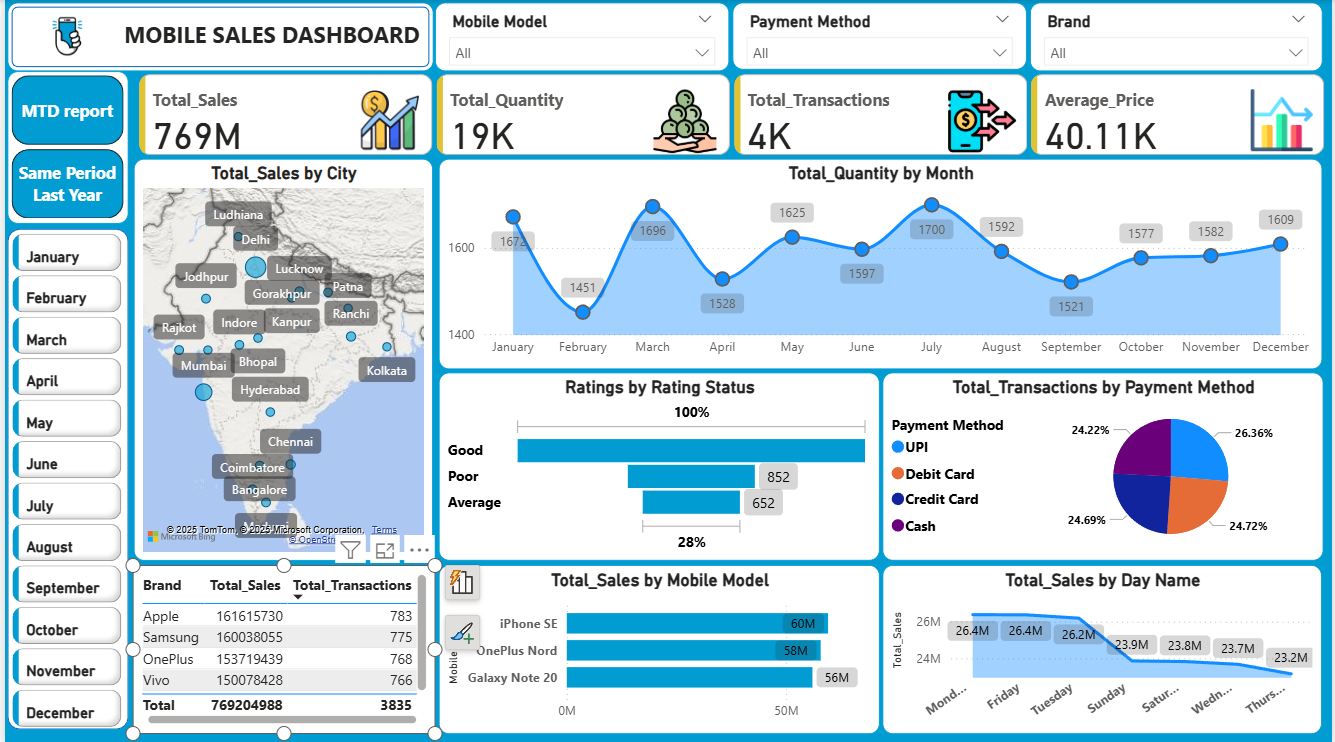 MOBILE SALES DASHBOARD
Mobile Model
All
Payment Method
All
Brand
All
MTD report
Same Period
Last Year
Total_Sales
769M
Total_Quantity
19K
Total_Transactions
4K
Average_Price
40.11K
January
February
March
April
May
June
July
August
September
October
November
December
Total_Sales by City
Ludhiana
Delhi
Lucknow
Jodhpur
Gorakhpur
Patna
Ranchi
Rajkot
Indore
Kanpur
Mumbai
Bhopal
Kolkata
Hyderabad
Chennai
Coimbatore
Bangalore
© 2025 TomTom, © 2025 Microsoft Corporation, Terms
Microsoft Bing
Total_Quantity by Month
1600
1400
1672
1451
1696
1528
1625
1597
1700
1592
1521
1577
1582
1609
January February March April May June July August September October November December
Ratings by Rating Status
100%
Good
Poor
852
Average
652
28%
Total_Transactions by Payment Method
Payment Method
UPI
Debit Card
Credit Card
Cash
24.22%
26.36%
24.69%
24.72%
Brand Total_Sales Total_Transactions
Apple 161615730 783
Samsung 160038055 775
OnePlus 153719439 768
Vivo 150078428 766
Total 769204988 3835
Total_Sales by Mobile Model
Mobile
iPhone SE
60M
OnePlus Nord
58M
Galaxy Note 20
56M
0M 50M
Total_Sales by Day Name
Total_Sales
26M
24M
26.4M
26.4M
26.2M
23.9M
23.8M
23.7M
23.2M
Mond... Friday Tuesday Sunday Satur... Wedn... Thurs...